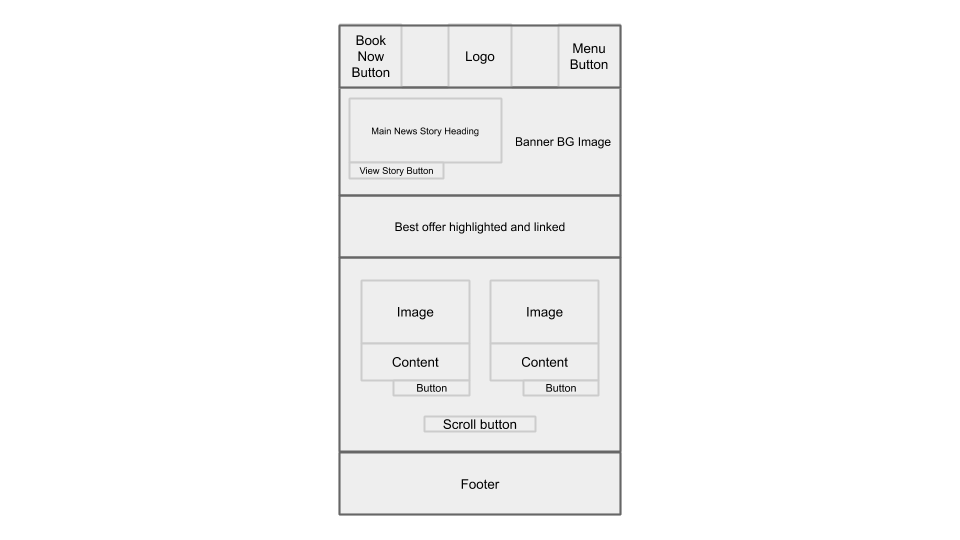 Book
Now
Button
Logo
Menu
Button
Main News Story Heading
Banner BG Image
View Story Button
Best offer highlighted and linked
Image
Image
Content
Content
Button
Button
Scroll button
Footer